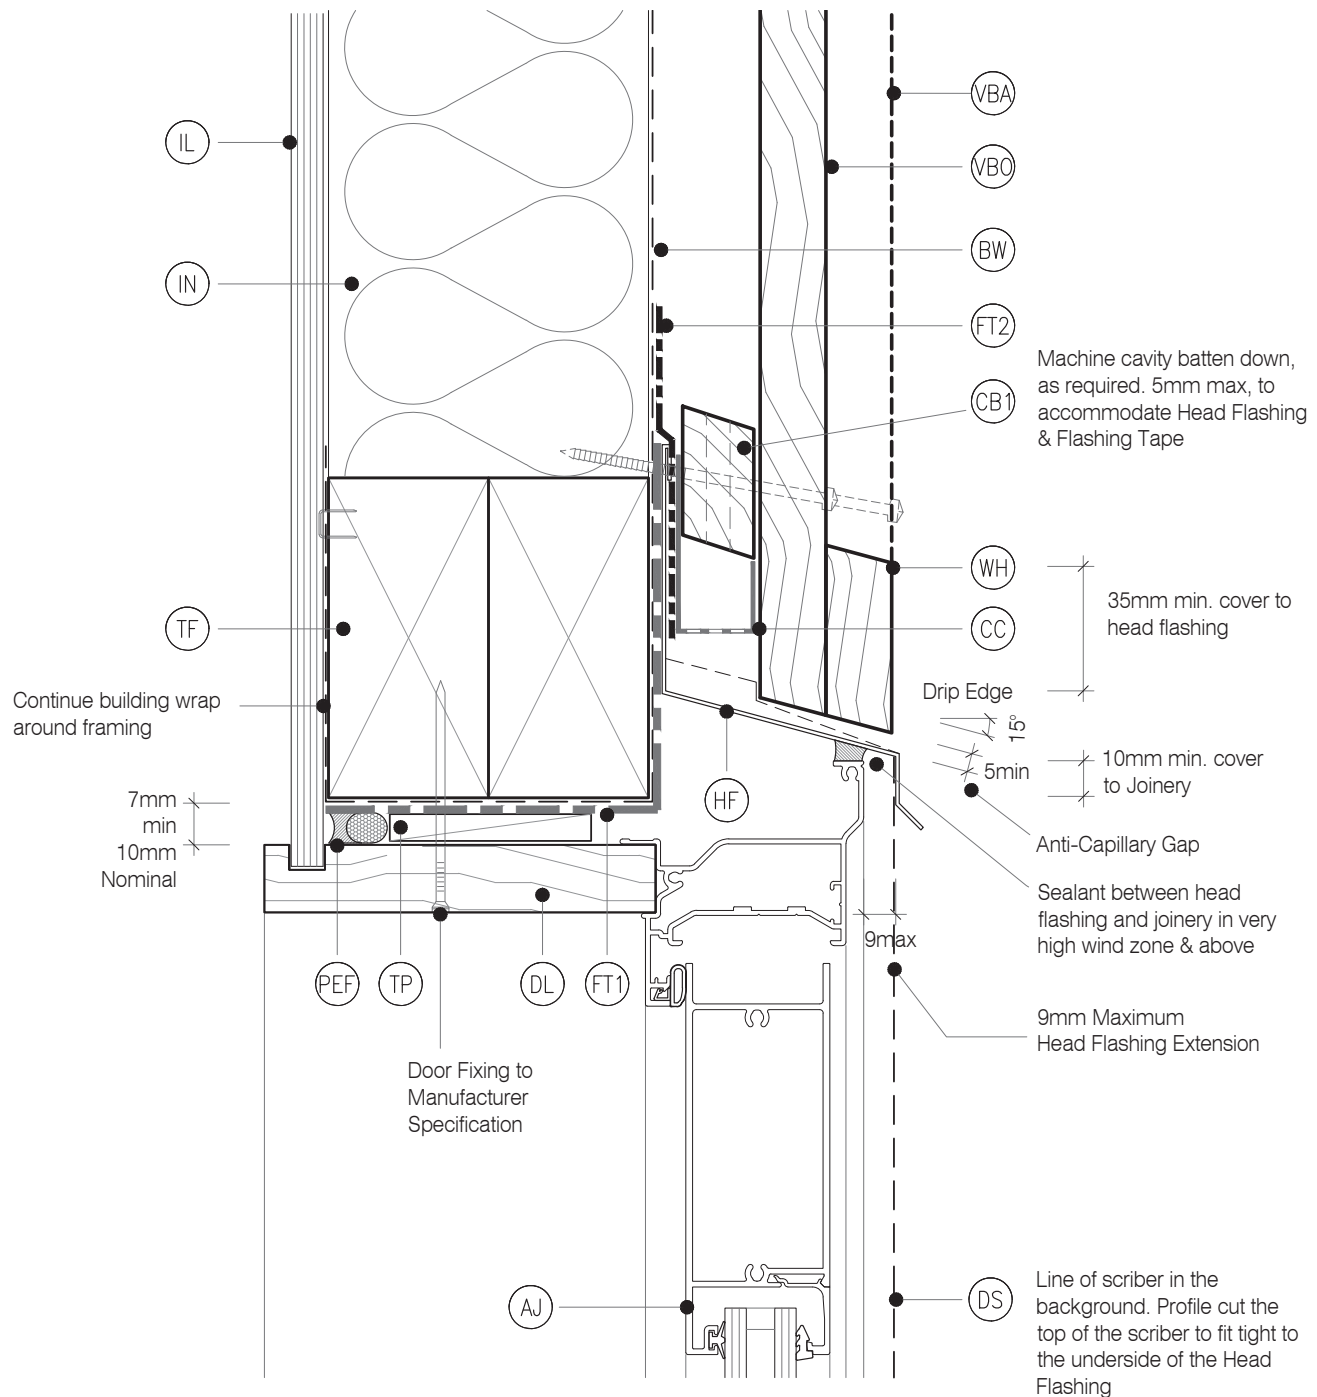 VBA
IL
VBO
BW
IN
FT2
Machine cavity batten down,
as required. 5mm max, to
accommodate Head Flashing
& Flashing Tape
CB1
WH
35mm min. cover to
head flashing
TF
CC
Continue building wrap
around framing
Drip Edge
15°
5min
10mm min. cover
to Joinery
HF
7mm
min
10mm
Nominal
Anti-Capillary Gap
Sealant between head
flashing and joinery in very
high wind zone & above
9max
PEF
TP
DL
FT1
9mm Maximum
Head Flashing Extension
Door Fixing to
Manufacturer
Specification
AJ
DS
Line of scriber in the
background. Profile cut the
top of the scriber to fit tight to
the underside of the Head
Flashing